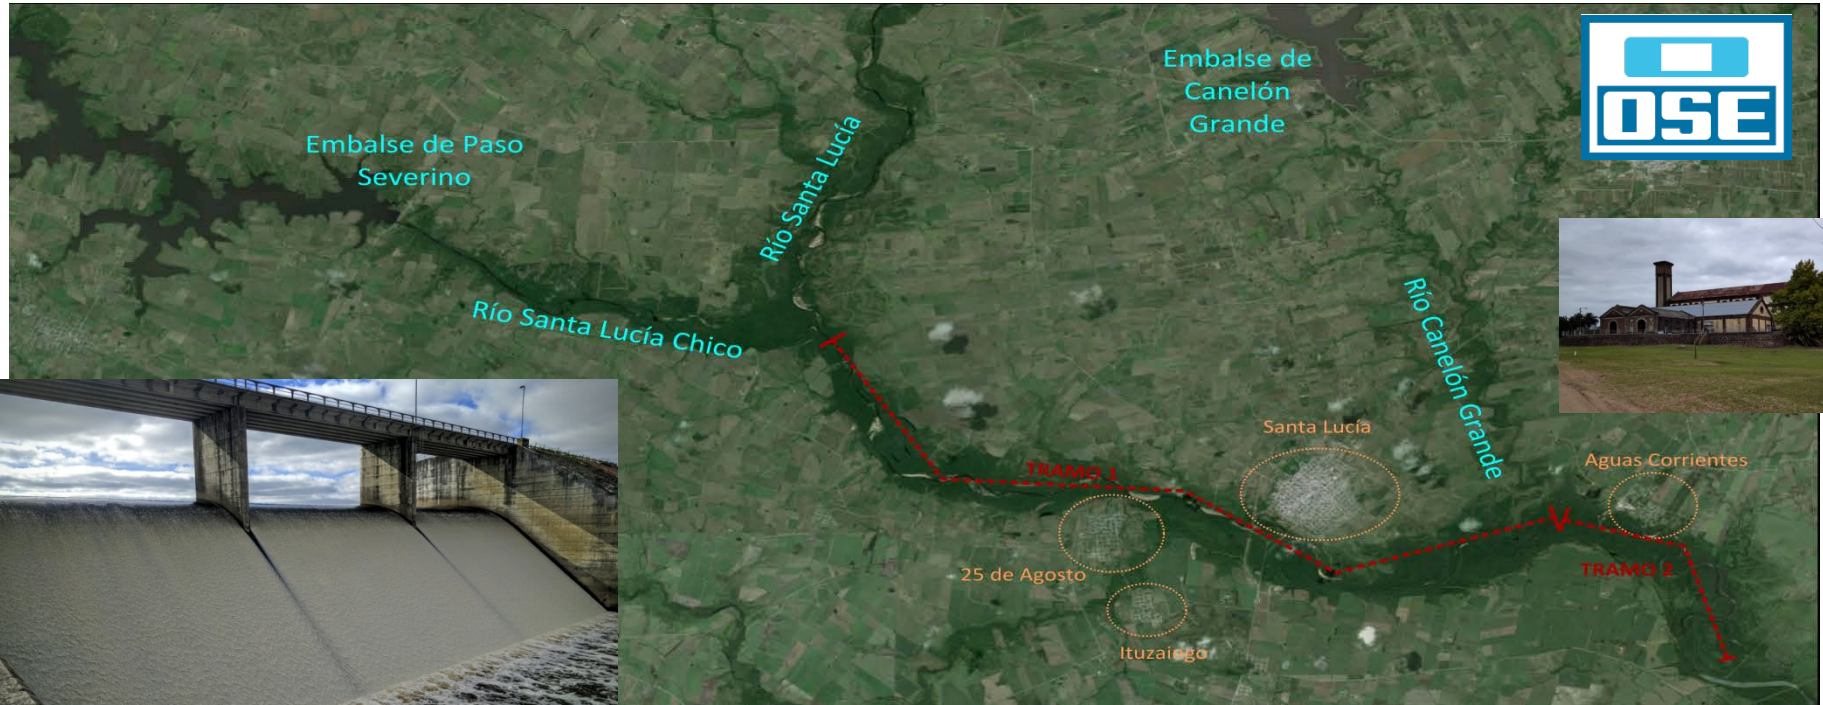 Embalse de
Canelón
Grande
OSE
Embalse de Paso
Severino
Río Santa Lucía
Río Santa Lucía Chico
Río Canelón Grande
Santa Lucía
TRAMO 1
Aguas Corrientes
25 de Agosto
TRAMO 2
Ituzaingo